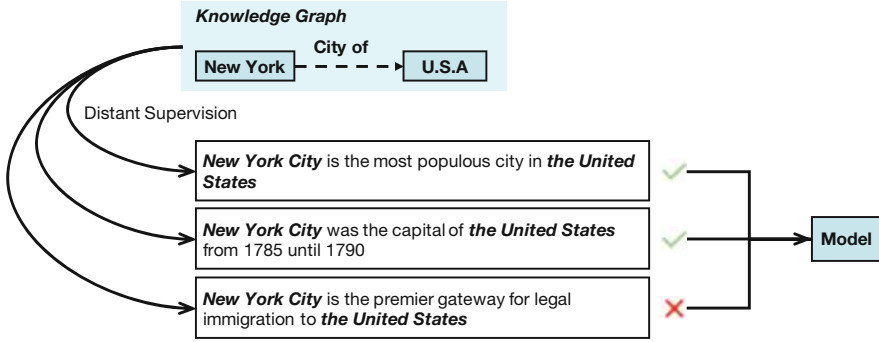 Knowledge Graph
City of
New York
U.S.A
Distant Supervision
New York City is the most populous city in the United
States
New York City was the capital of the United States
from 1785 until 1790
Model
New York City is the premier gateway for legal
immigration to the United States